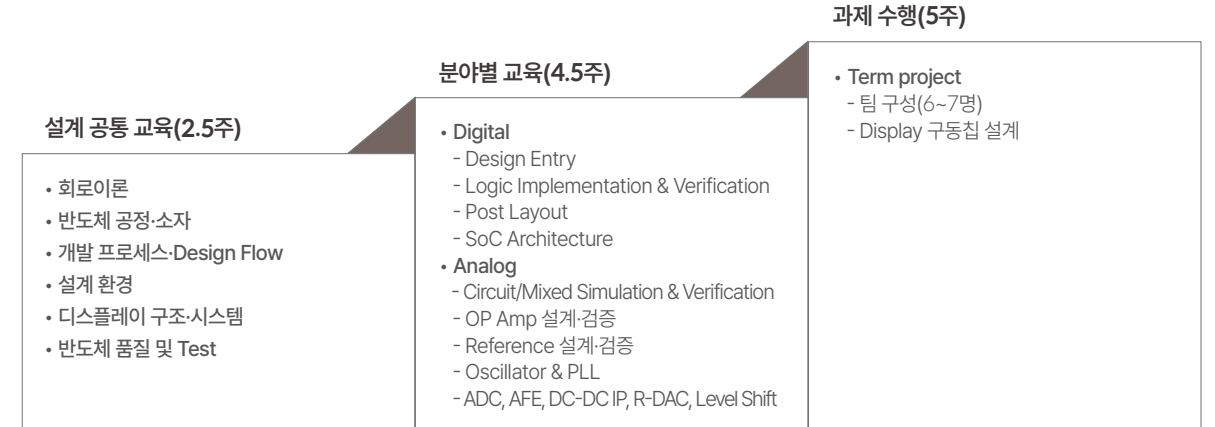 설계 공통 교육(2.5주)
• 회로이론
• 반도체 공정·소자
• 개발 프로세스·Design Flow
• 설계 환경
• 디스플레이 구조·시스템
• 반도체 품질 및 Test
분야별 교육(4.5주)
• Digital
- Design Entry
- Logic Implementation & Verification
- Post Layout
- SoC Architecture
• Analog
- Circuit/Mixed Simulation & Verification
- OP Amp 설계·검증
- Reference 설계·검증
- Oscillator & PLL
- ADC, AFE, DC-DC IP, R-DAC, Level Shift
과제 수행(5주)
• Term project
- 팀 구성(6~7명)
- Display 구동칩 설계